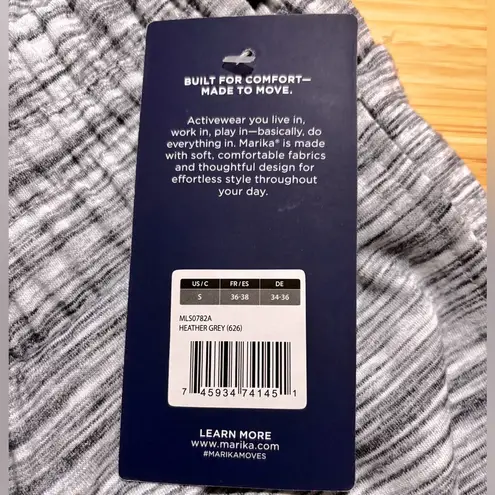 BUILT FOR COMFORT—
MADE TO MOVE.
Activewear you live in,
work in, play in—basically, do
everything in. Marika® is made
with soft, comfortable fabrics
and thoughtful design for
effortless style throughout
your day.
US / C FR / ES DE
S 36-38 34-36
MLS0782A
HEATHER GREY (626)
7 45934 74145 1
LEARN MORE
www.marika.com
#MARIKAMOVES